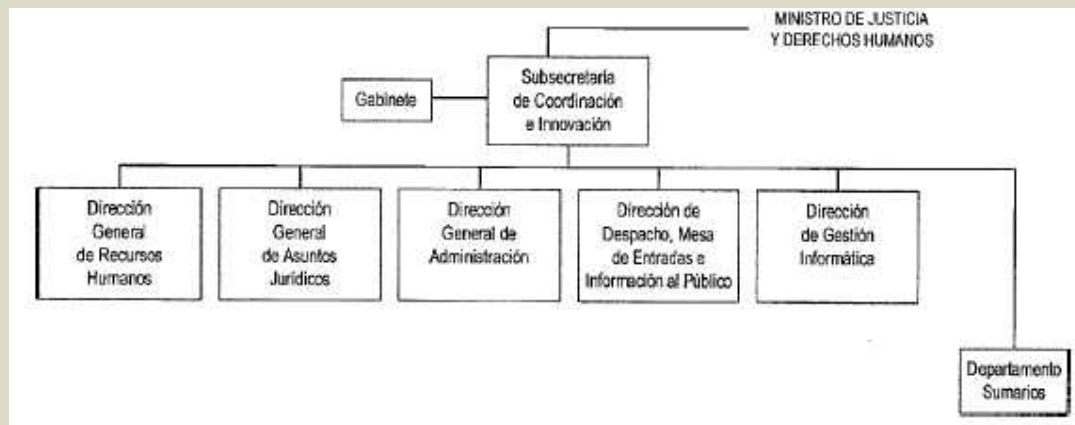 MINISTRO DE JUSTICIA
Y DERECHOS HUMANOS
Subsecretaría
de Coordinación
e Innovación
Gabinete
Dirección
General
de Recursos
Humanos
Dirección
General
de Asuntos
Jurídicos
Dirección
General de
Administración
Dirección de
Despacho, Mesa
de Entradas e
Información al Público
Dirección
de Gestión
Informática
Departamento
Sumarios